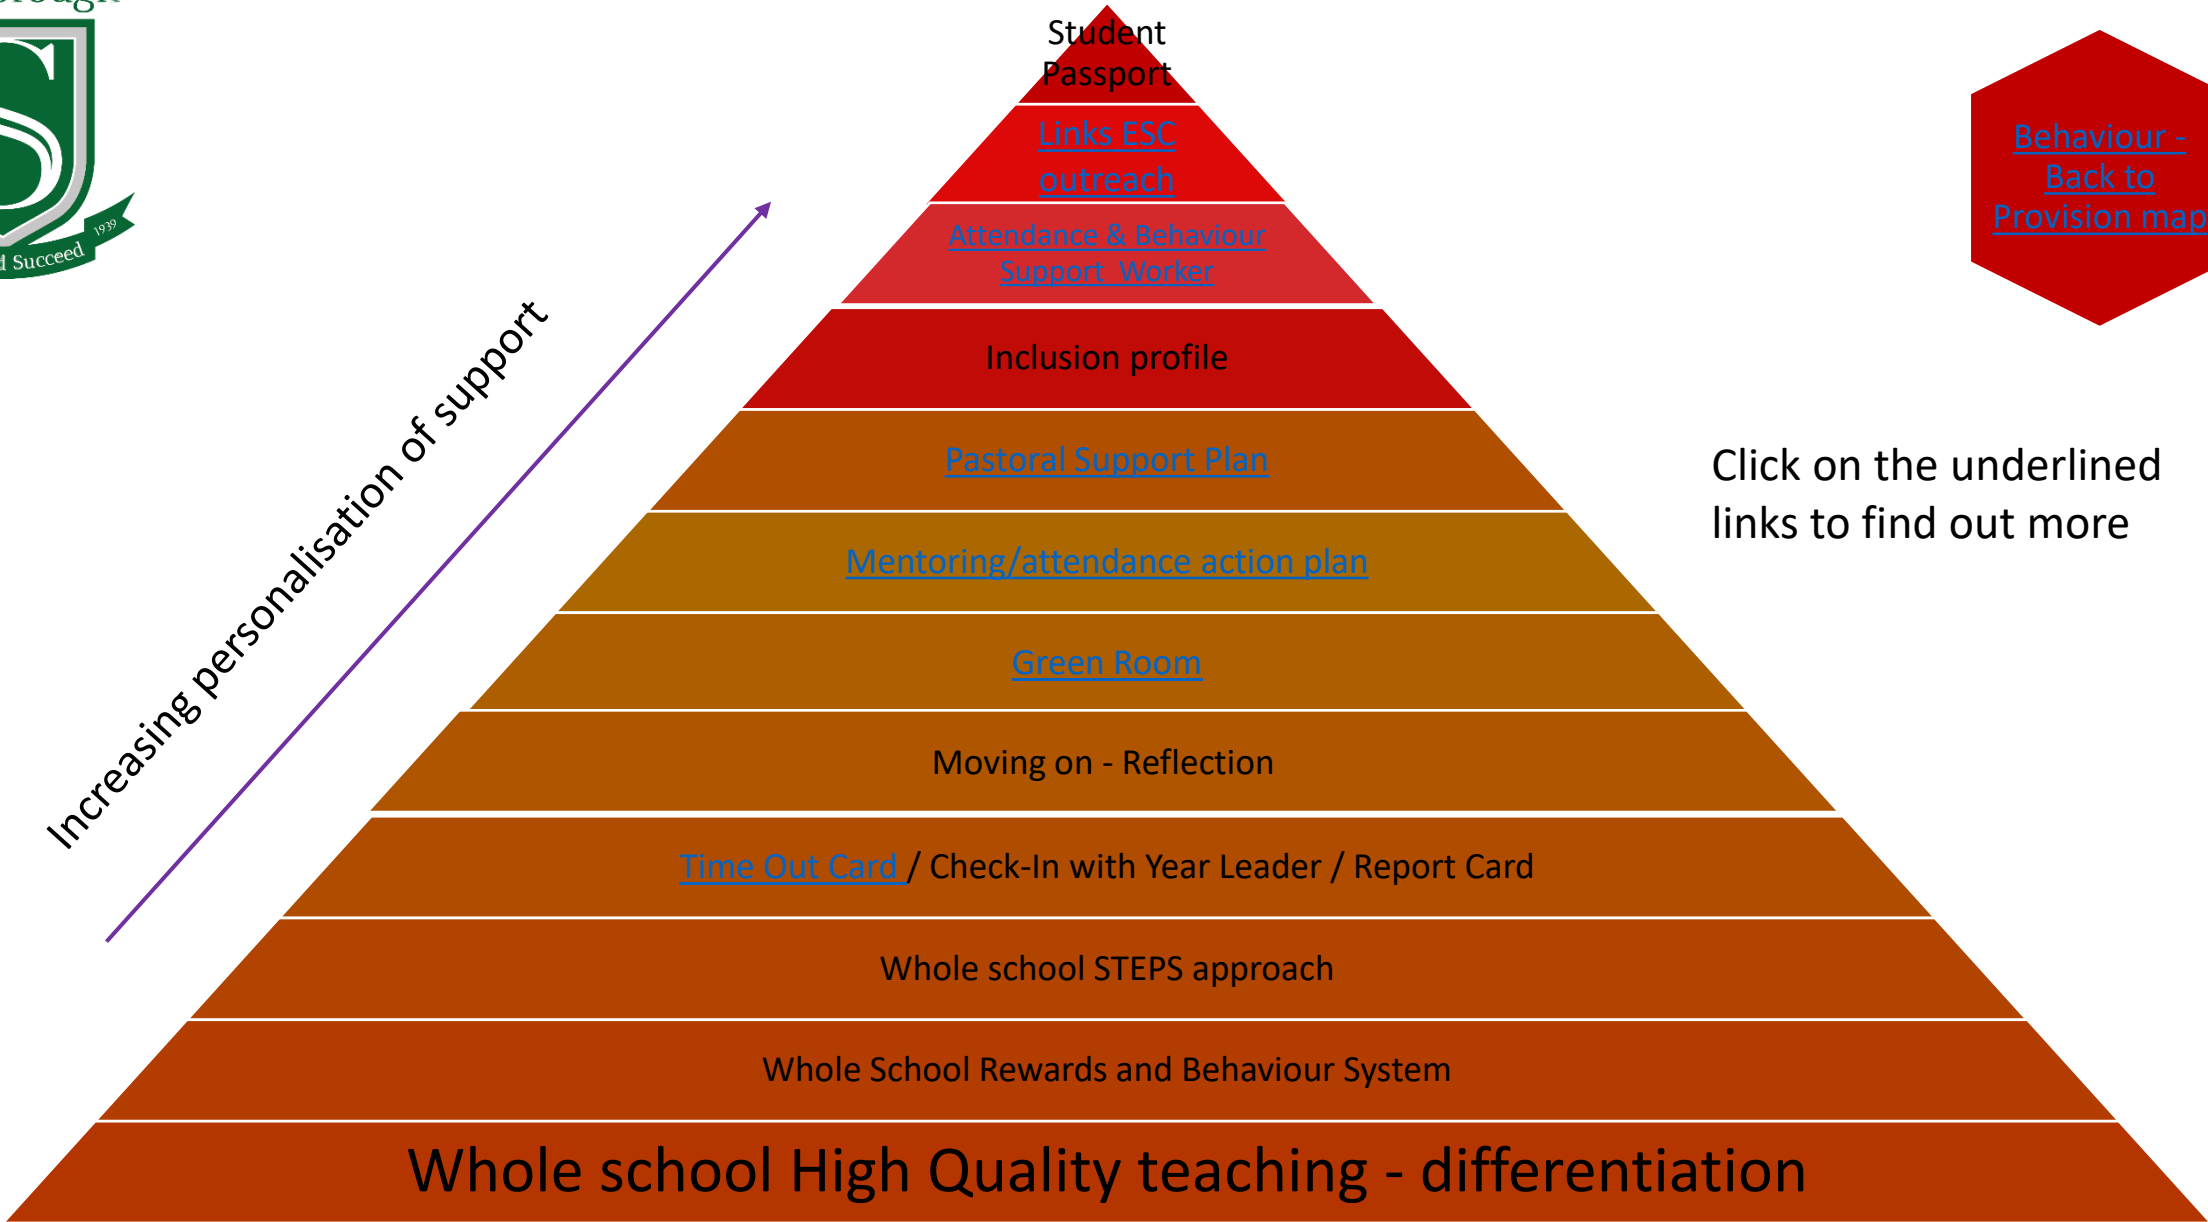 Student
Passport
Links ESC
outreach
Attendance & Behaviour
Support Worker
Inclusion profile
Pastoral Support Plan
Mentoring/attendance action plan
Green Room
Moving on - Reflection
Time Out Card / Check-In with Year Leader / Report Card
Whole school STEPS approach
Whole School Rewards and Behaviour System
Whole school High Quality teaching - differentiation
Increasing personalisation of support
Behaviour -
Back to
Provision map
Click on the underlined
links to find out more
Succeed
1939